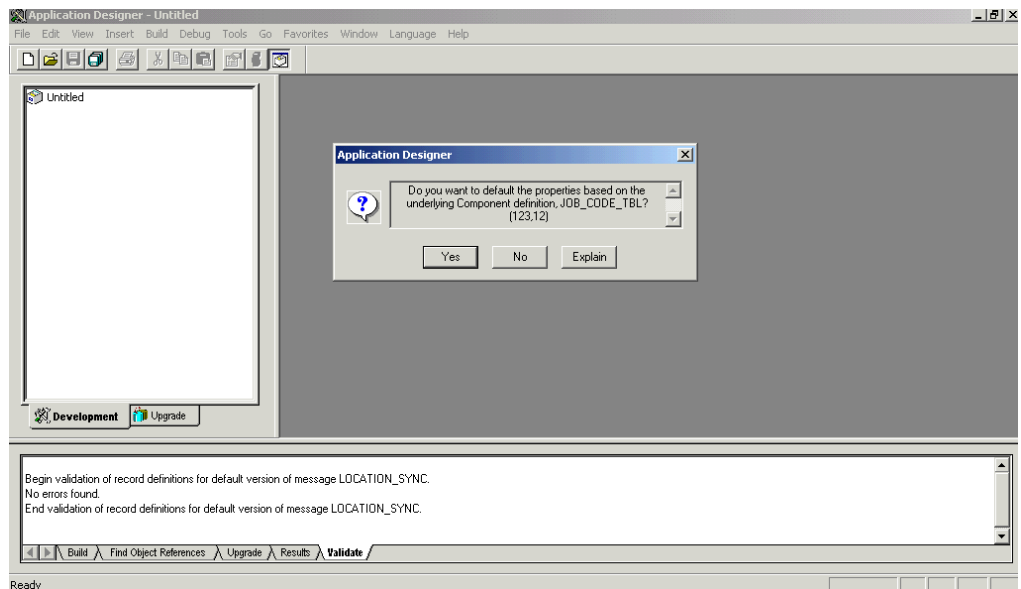 Application Designer - Untitled
File Edit View Insert Build Debug Tools Go Favorites Window Language Help
Untitled
Application Designer
Do you want to default the properties based on the
underlying Component definition, JOB_CODE_TBL?
(123,12)
Yes No Explain
Development Upgrade
Begin validation of record definitions for default version of message LOCATION_SYNC.
No errors found.
End validation of record definitions for default version of message LOCATION_SYNC.
Build Find Object References Upgrade Results Validate
Ready